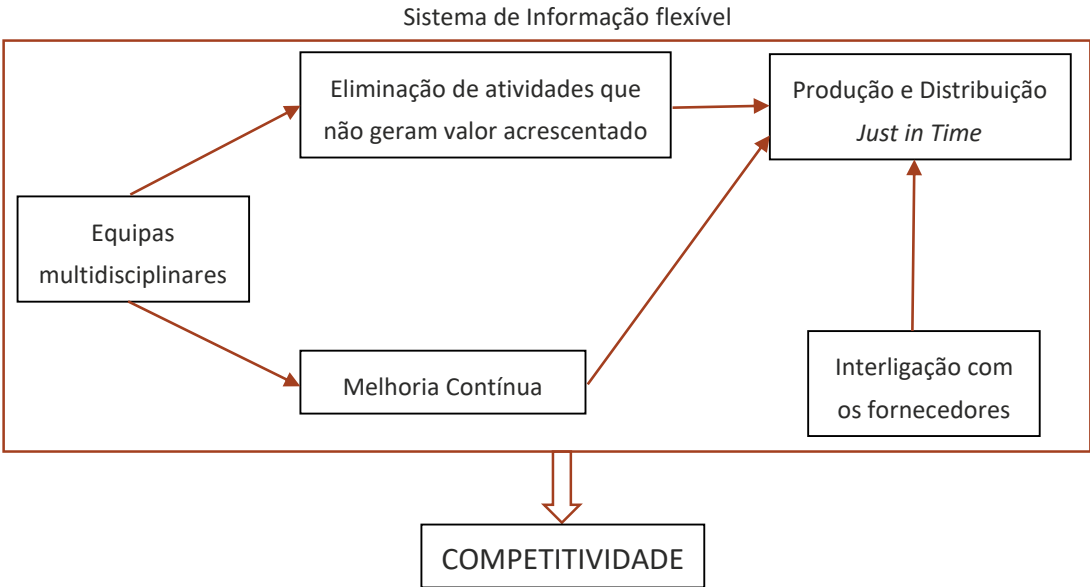 Sistema de Informação flexível
Eliminação de atividades que
não geram valor acrescentado
Produção e Distribuição
Just in Time
Equipas
multidisciplinares
Melhoria Contínua
Interligação com
os fornecedores
COMPETITIVIDADE